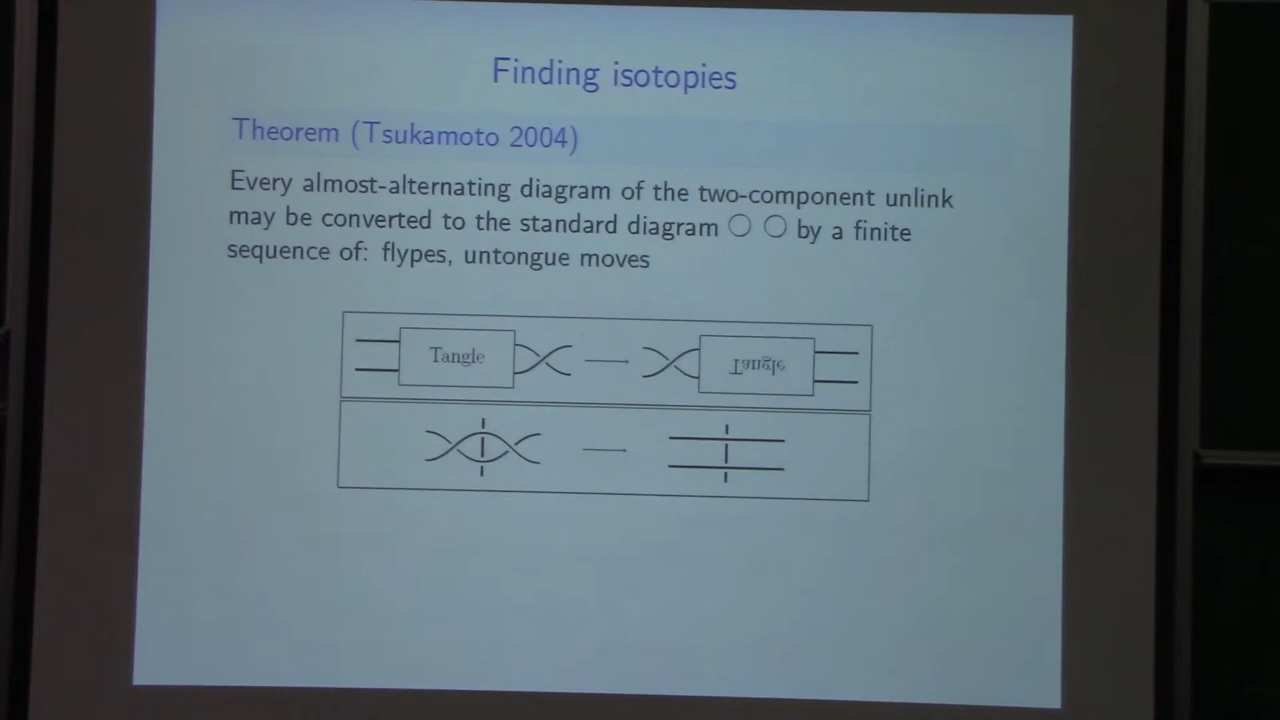 Finding isotopies
Theorem (Tsukamoto 2004)
Every almost-alternating diagram of the two-component unlink
may be converted to the standard diagram ○ ○ by a finite
sequence of: flypes, untongue moves
Tangle
Tangle